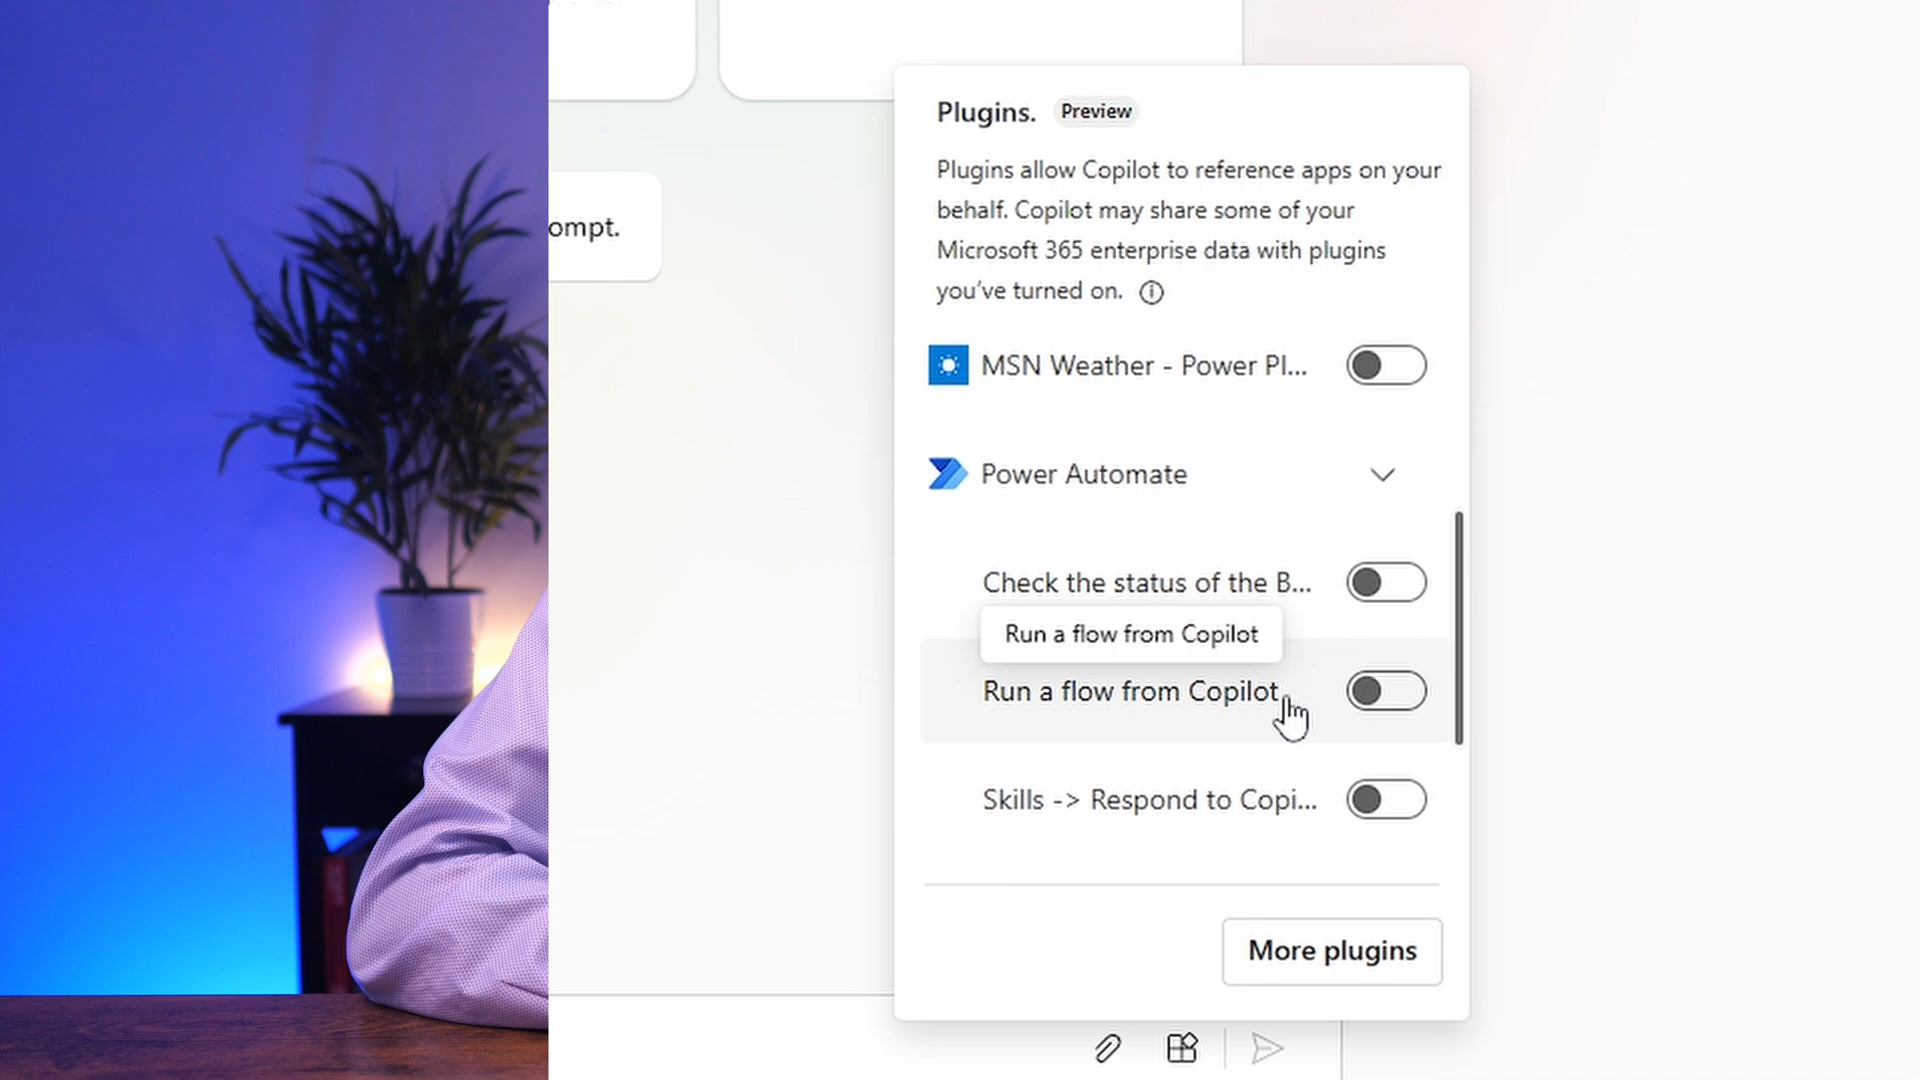 ompt.
Plugins. Preview
Plugins allow Copilot to reference apps on your
behalf. Copilot may share some of your
Microsoft 365 enterprise data with plugins
you've turned on.
MSN Weather - Power Pl...
Power Automate
Check the status of the B...
Run a flow from Copilot
Run a flow from Copilot
Skills -> Respond to Copi...
More plugins